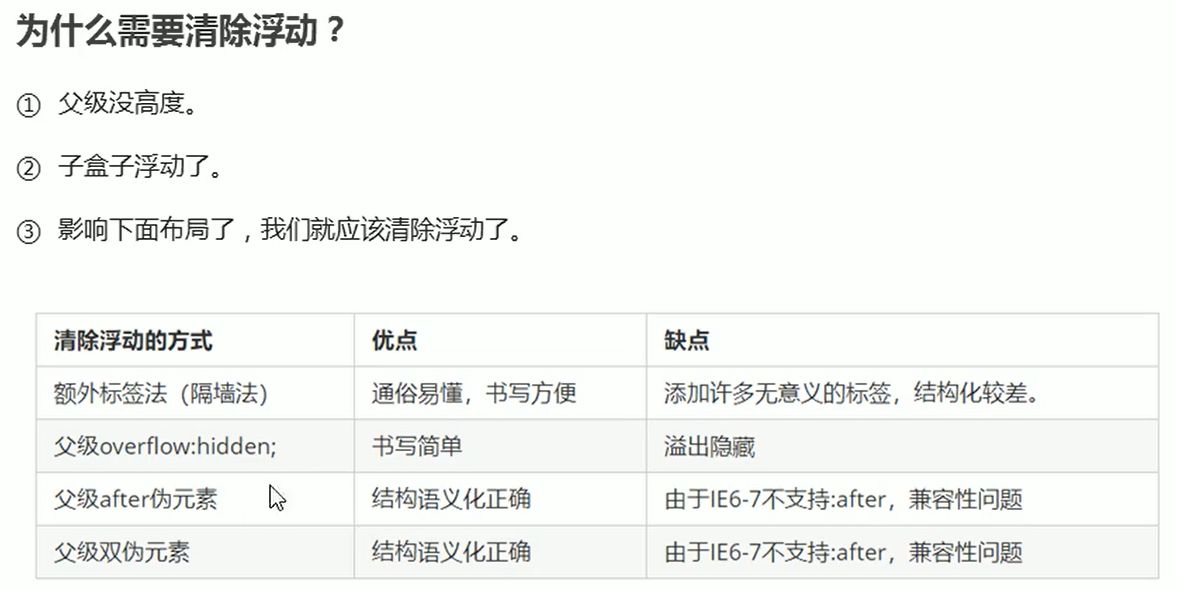 为什么需要清除浮动？
① 父级没高度。
② 子盒子浮动了。
③ 影响下面布局了，我们就应该清除浮动了。
清除浮动的方式 优点 缺点
额外标签法（隔墙法） 通俗易懂，书写方便 添加许多无意义的标签，结构化较差。
父级overflow:hidden; 书写简单 溢出隐藏
父级after伪元素 结构语义化正确 由于IE6-7不支持:after，兼容性问题
父级双伪元素 结构语义化正确 由于IE6-7不支持:after，兼容性问题